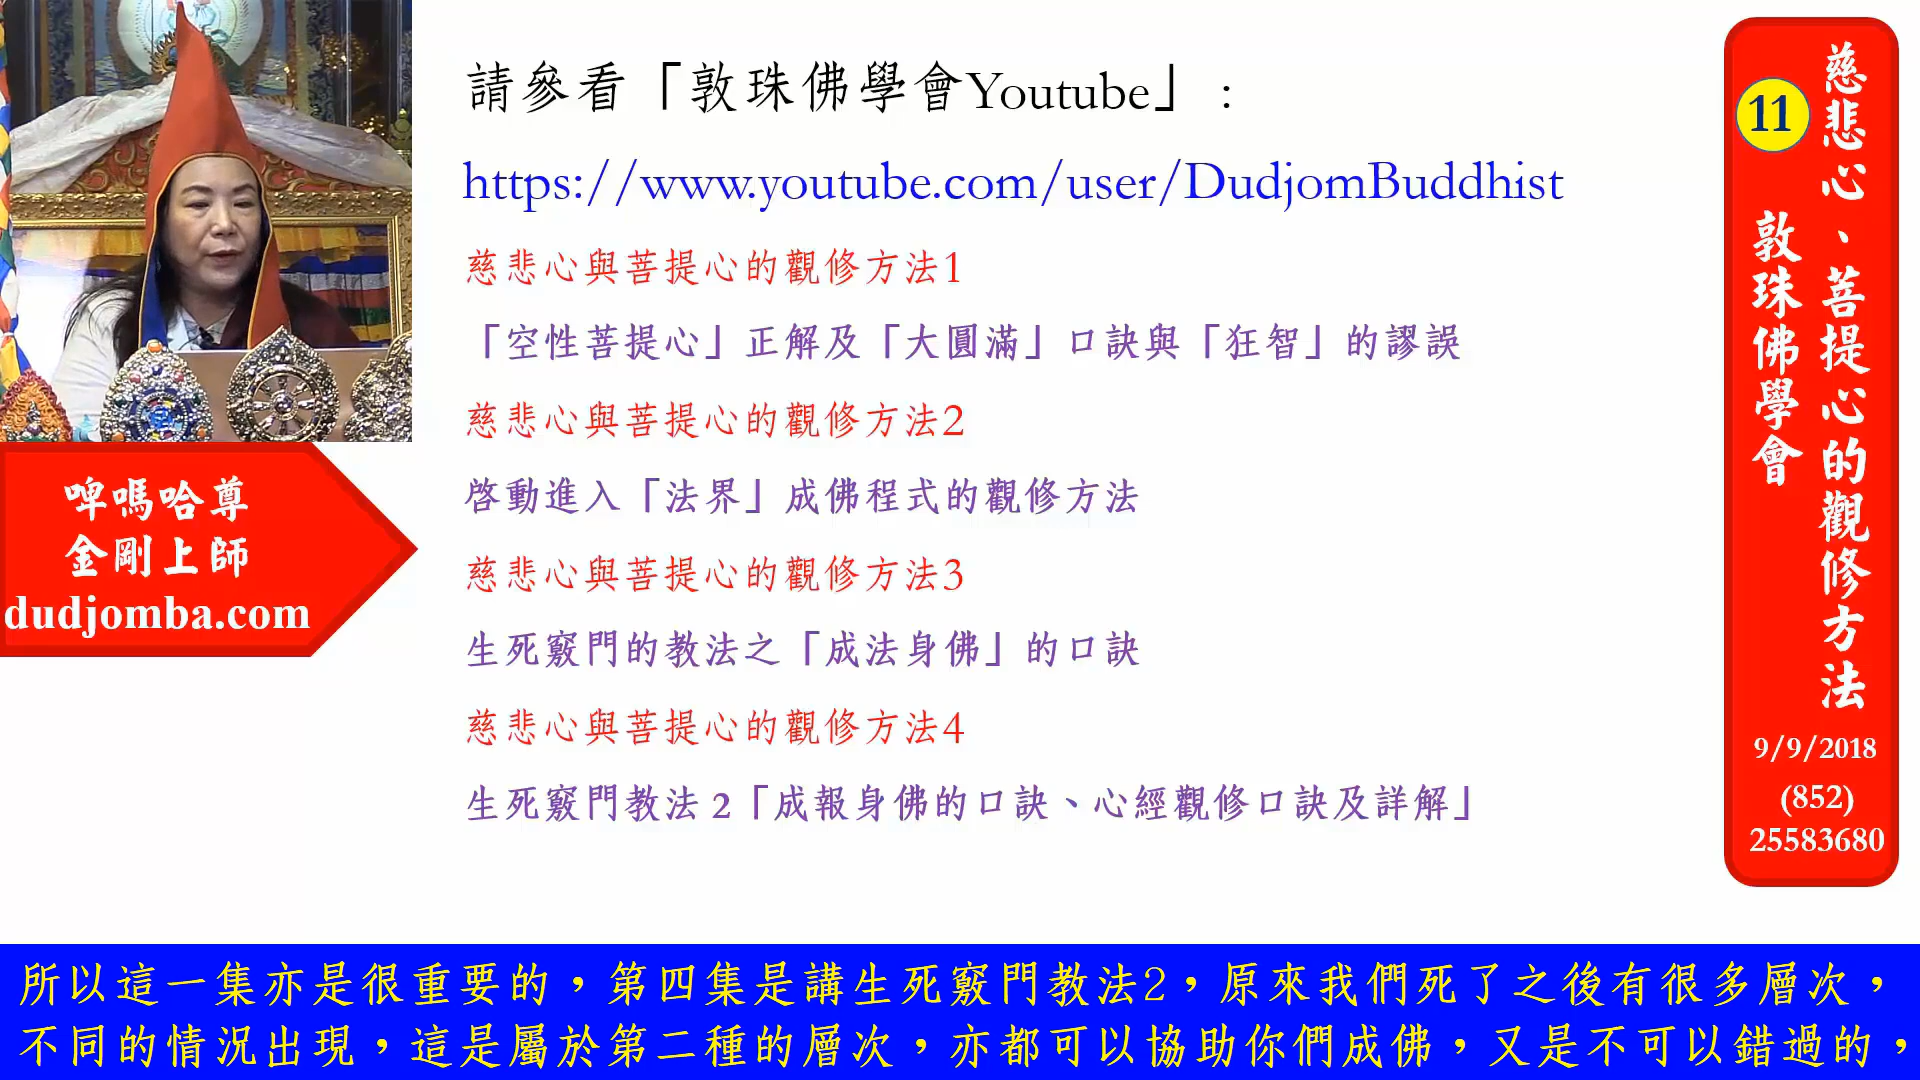 請參看「敦珠佛學會Youtube」:
https://www.youtube.com/user/DudjomBuddhist
慈悲心與菩提心的觀修方法1
「空性菩提心」正解及「大圓滿」口訣與「狂智」的謬誤
慈悲心與菩提心的觀修方法2
啓動進入「法界」成佛程式的觀修方法
慈悲心與菩提心的觀修方法3
生死竅門的教法之「成法身佛」的口訣
慈悲心與菩提心的觀修方法4
生死竅門教法 2「成報身佛的口訣、心經觀修口訣及詳解」
啤嗎哈尊
金剛上師
dudjomba.com
慈悲心、菩提心的觀修方法
11
敦珠佛學會
9/9/2018
(852)
25583680
所以這一集亦是很重要的，第四集是講生死竅門教法2，原來我們死了之後有很多層次，
不同的情況出現，這是屬於第二種的層次，亦都可以協助你們成佛，又是不可以錯過的，